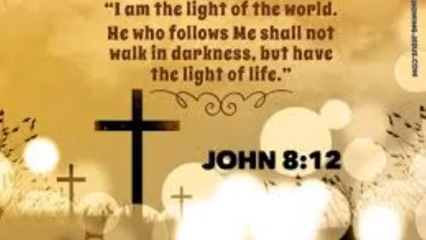 “I am the light of the world.
He who follows Me shall not
walk in darkness, but have
the light of life.”
JOHN 8:12